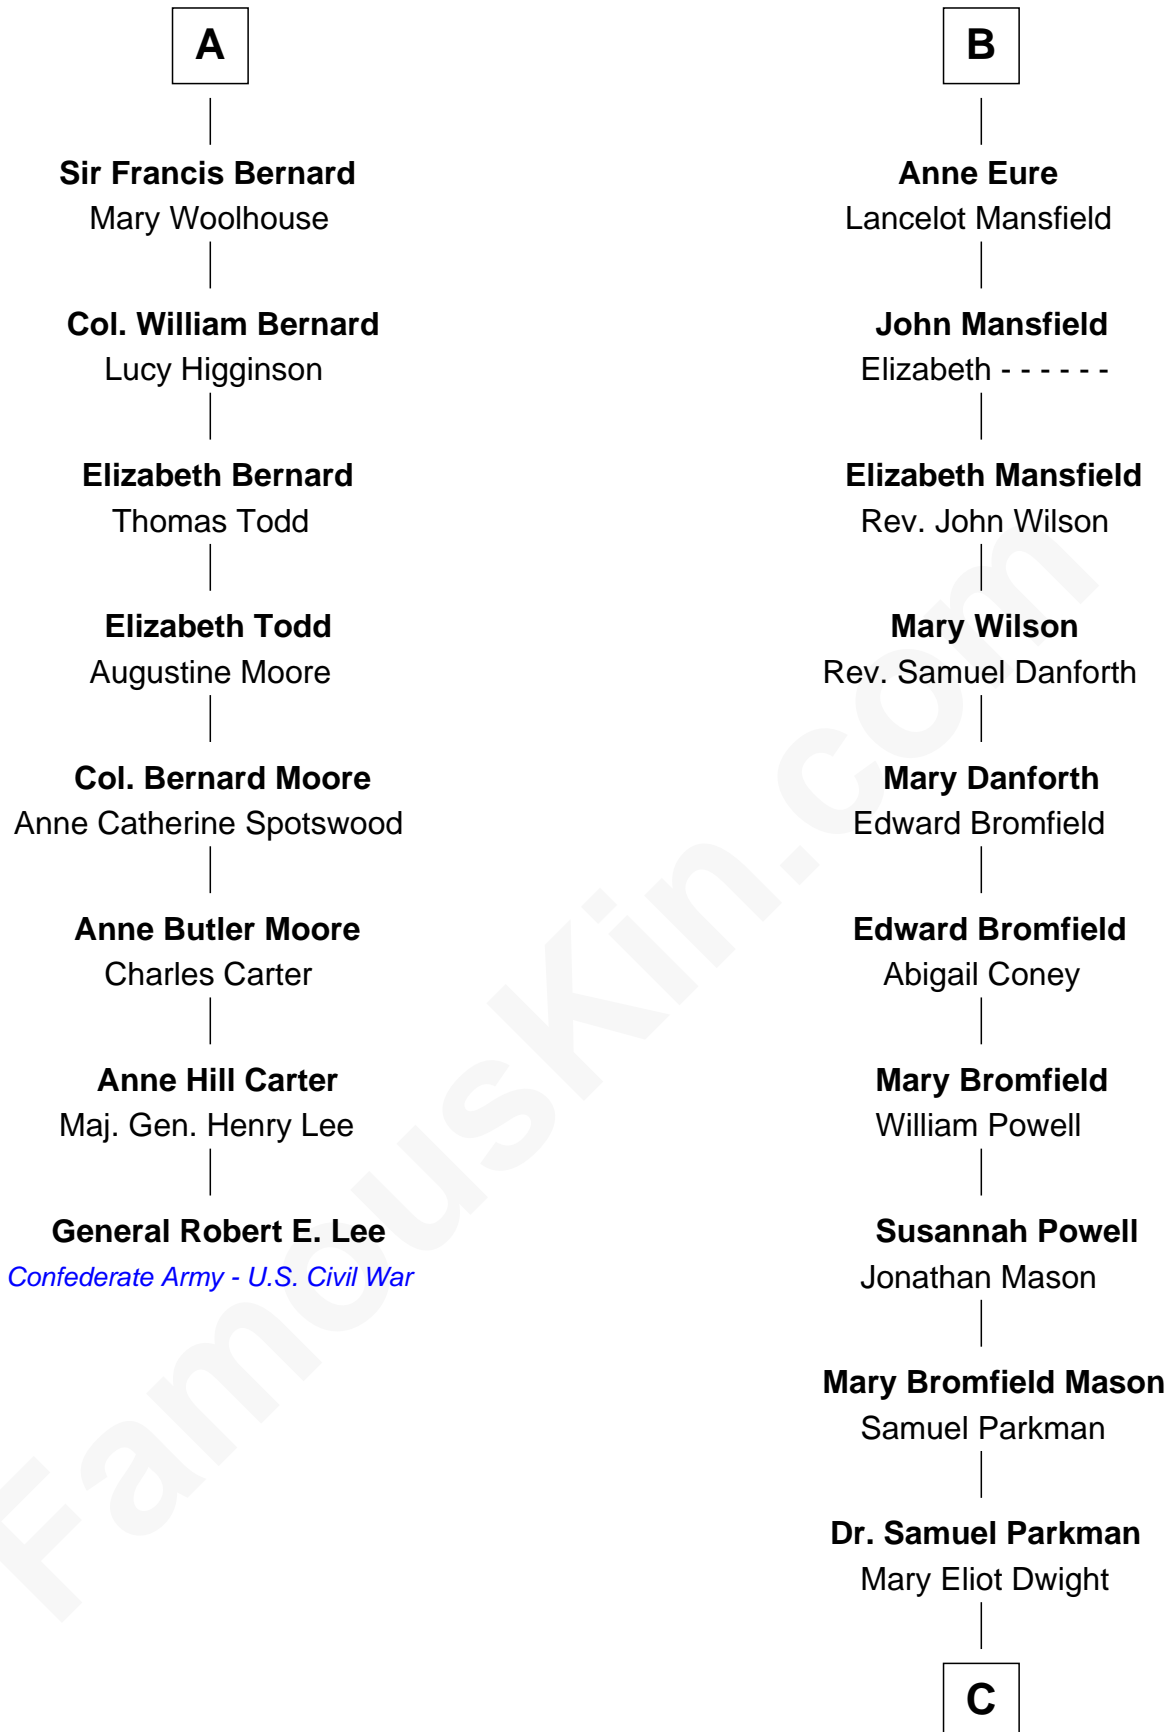 A
Sir Francis Bernard
Mary Woolhouse
Col. William Bernard
Lucy Higginson
Elizabeth Bernard
Thomas Todd
Elizabeth Todd
Augustine Moore
Col. Bernard Moore
Anne Catherine Spotswood
Anne Butler Moore
Charles Carter
Anne Hill Carter
Maj. Gen. Henry Lee
General Robert E. Lee
Confederate Army - U.S. Civil War
B
Anne Eure
Lancelot Mansfield
John Mansfield
Elizabeth - - - - - -
Elizabeth Mansfield
Rev. John Wilson
Mary Wilson
Rev. Samuel Danforth
Mary Danforth
Edward Bromfield
Edward Bromfield
Abigail Coney
Mary Bromfield
William Powell
Susannah Powell
Jonathan Mason
Mary Bromfield Mason
Samuel Parkman
Dr. Samuel Parkman
Mary Eliot Dwight
C
FamousKin.com